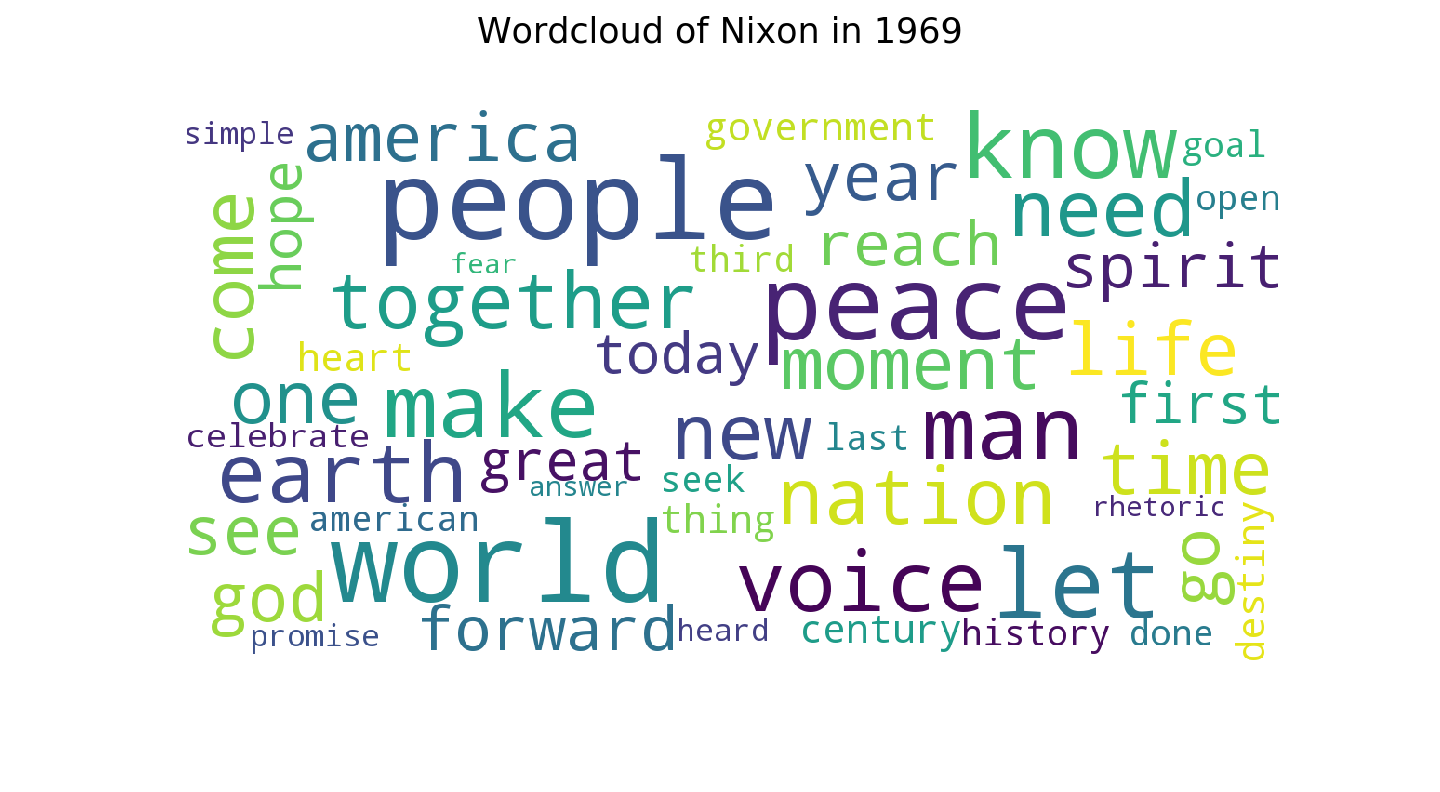 Wordcloud of Nixon in 1969
simple
america
government
know
goal
people
year
need
open
hope
come
fear
third
reach
spirit
together
peace
heart
today
moment
life
one
make
new
last
man
first
celebrate
earth
great
answer
seek
nation
time
rhetoric
see
american
thing
world
voice
let
go
destiny
god
promise
forward
heard
century
history
done